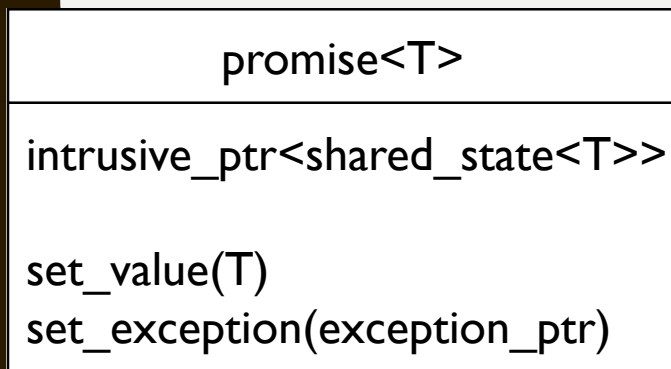 promise<T>
intrusive_ptr<shared_state<T>>
set_value(T)
set_exception(exception_ptr)